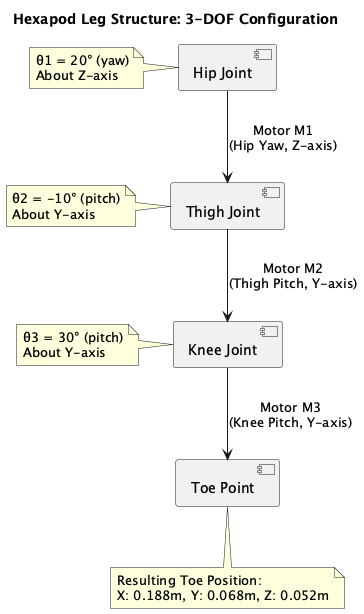 Hexapod Leg Structure: 3-DOF Configuration
θ1 = 20° (yaw)
About Z-axis
Hip Joint
Motor M1
(Hip Yaw, Z-axis)
θ2 = -10° (pitch)
About Y-axis
Thigh Joint
Motor M2
(Thigh Pitch, Y-axis)
θ3 = 30° (pitch)
About Y-axis
Knee Joint
Motor M3
(Knee Pitch, Y-axis)
Toe Point
Resulting Toe Position:
X: 0.188m, Y: 0.068m, Z: 0.052m